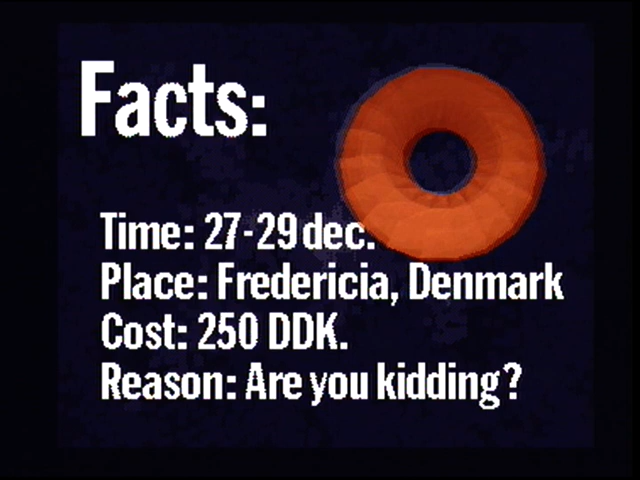 Facts:
Time: 27-29 dec.
Place: Fredericia, Denmark
Cost: 250 DDK.
Reason: Are you kidding?